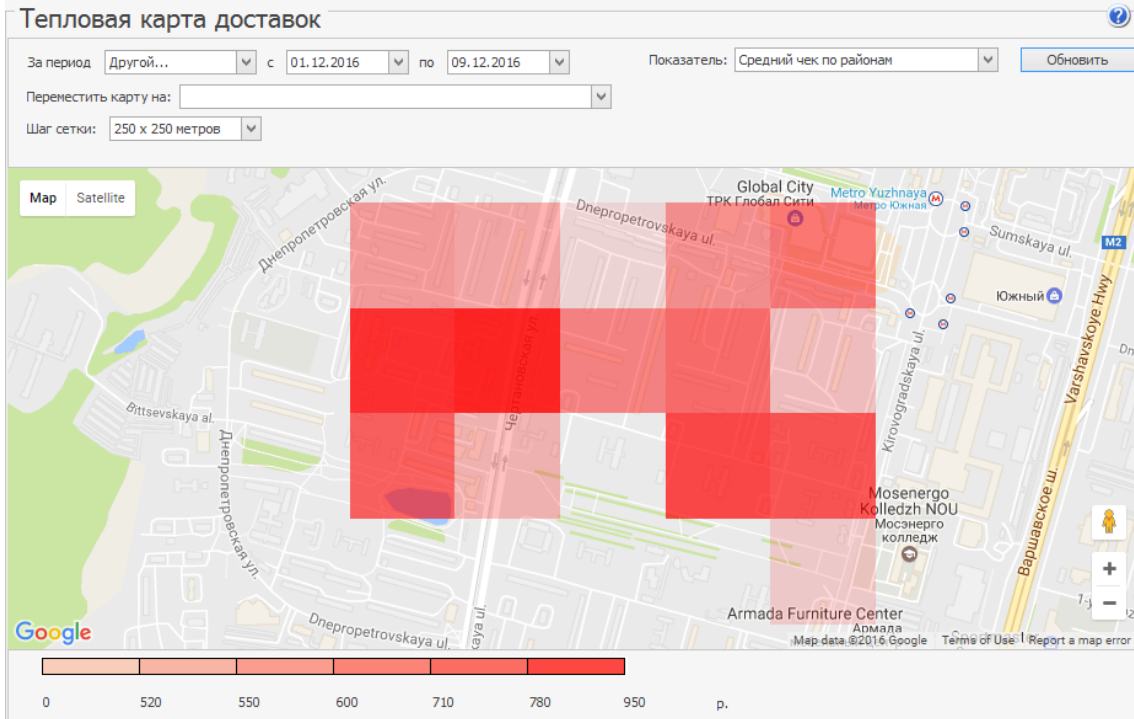 Тепловая карта доставок
?
За период Другой... с 01.12.2016 по 09.12.2016 Показатель: Средний чек по районам Обновить
Переместить карту на:
Шаг сетки: 250 x 250 метров
Map Satellite
Днепропетровская ул.
Dnepropetrovskaya ul.
Global City
ТРК Глобал Сити
Metro Yuzhnaya
Метро Южная
Sumskaya ul.
M2
Южный
Varshavskoye Hwy
Чертановская ул.
Kirovogradskaya ul.
Bittsevskaya al.
Днепропетровская ул.
Mosenergo
Kolledzh NOU
Мосэнерго
колледж
Варшавское ш.
Armada Furniture Center
Армада
Dnepropetrovskaya ul.
Google
+
−
Map data ©2016 Google Terms of Use Report a map error
0 520 550 600 710 780 950 р.